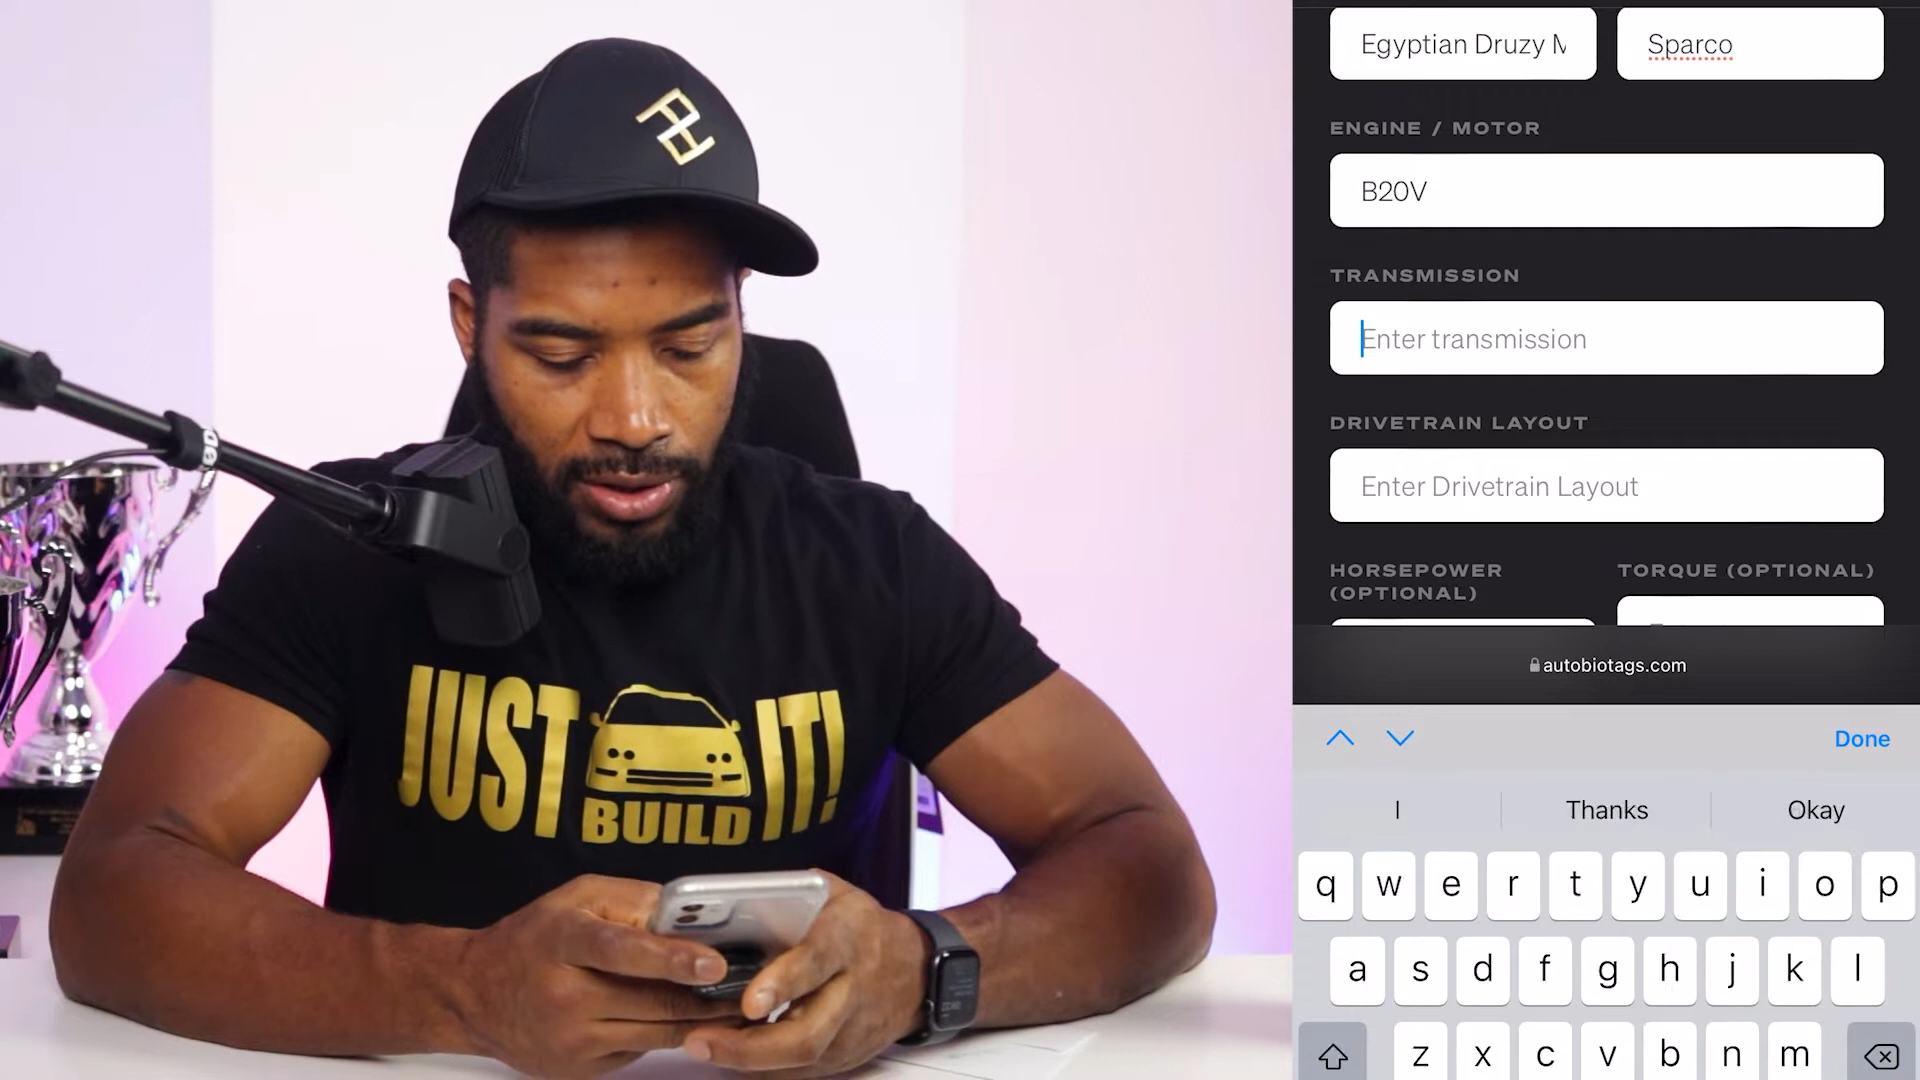 JUST BUILD IT!
Egyptian Druzy M
Sparco
ENGINE / MOTOR
B20V
TRANSMISSION
Enter transmission
DRIVETRAIN LAYOUT
Enter Drivetrain Layout
HORSEPOWER
(OPTIONAL)
TORQUE (OPTIONAL)
autobiotags.com
Done
I
Thanks
Okay
q w e r t y u i o p
a s d f g h j k l
z x c v b n m